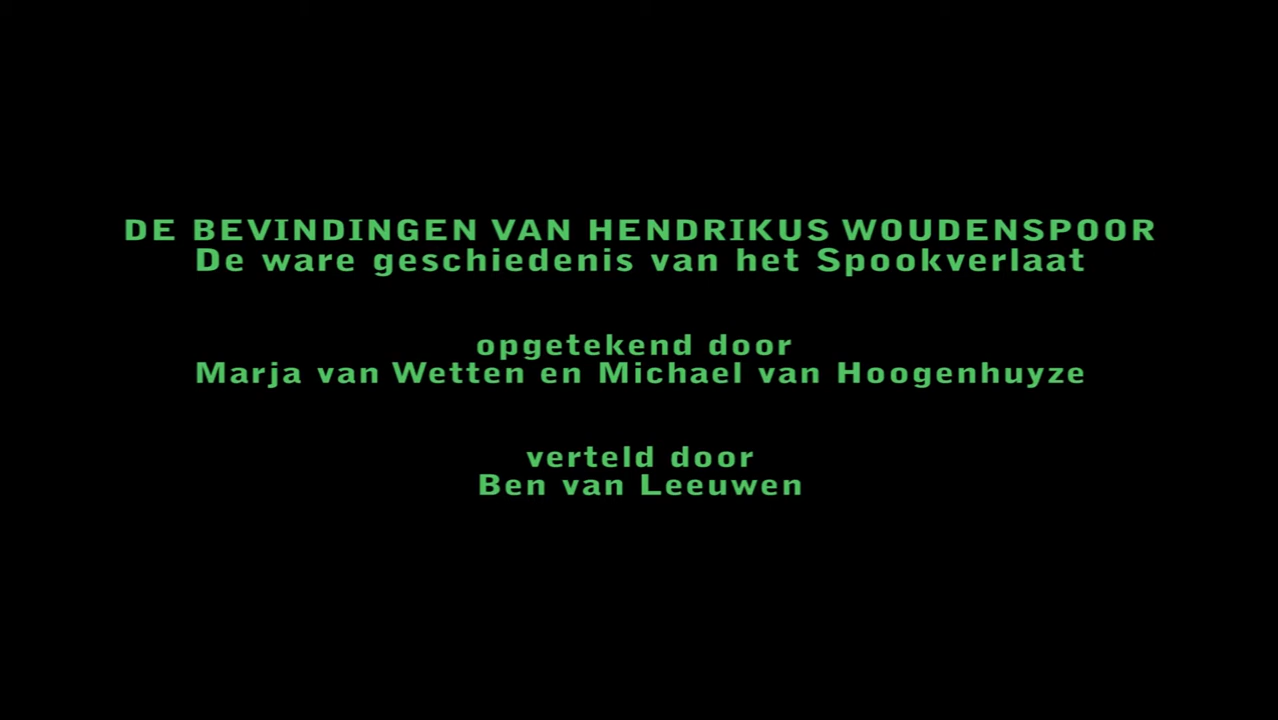 DE BEVINDINGEN VAN HENDRIKUS WOUDENSPOOR
De ware geschiedenis van het Spookverlaat
opgetekend door
Marja van Wetten en Michael van Hoogenhuyze
verteld door
Ben van Leeuwen